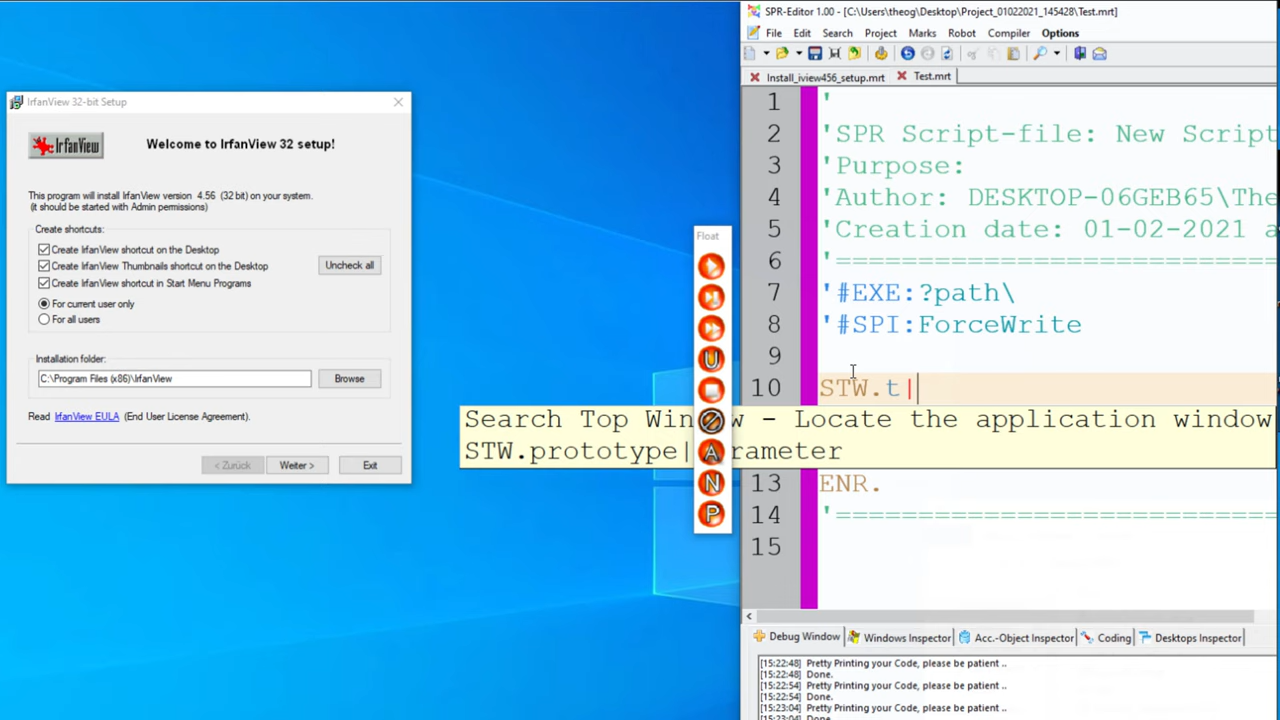 SPR-Editor 1.00 - [C:\Users\theog\Desktop\Project_01022021_145428\Test.mrt]
File Edit Search Project Marks Robot Compiler Options
Install_iview456_setup.mrt Test.mrt
IrfanView 32-bit Setup
IrfanView
Welcome to IrfanView 32 setup!
This program will install IrfanView version 4.56 (32 bit) on your system.
(it should be started with Admin permissions)
Create shortcuts:
Create IrfanView shortcut on the Desktop
Create IrfanView Thumbnails shortcut on the Desktop
Create IrfanView shortcut in Start Menu Programs
Uncheck all
For current user only
For all users
Installation folder:
C:\Program Files (x86)\IrfanView
Browse
Read IrfanView EULA (End User License Agreement).
< Zurück
Weiter >
Exit
Float
U
A
N
P
1 '
2 'SPR Script-file: New Script
3 'Purpose:
4 'Author: DESKTOP-06GEB65\The
5 'Creation date: 01-02-2021 a
6 '============================
7 '#EXE:?path\
8 '#SPI:ForceWrite
9
10 STW.t|
Search Top Window - Locate the application window
STW.prototype|parameter
13 ENR.
14 '============================
15
Debug Window Windows Inspector Acc.-Object Inspector Coding Desktops Inspector
[15:22:48] Pretty Printing your Code, please be patient ..
[15:22:48] Done.
[15:22:54] Pretty Printing your Code, please be patient ..
[15:22:54] Done.
[15:23:04] Pretty Printing your Code, please be patient ..
[15:23:04] Done.